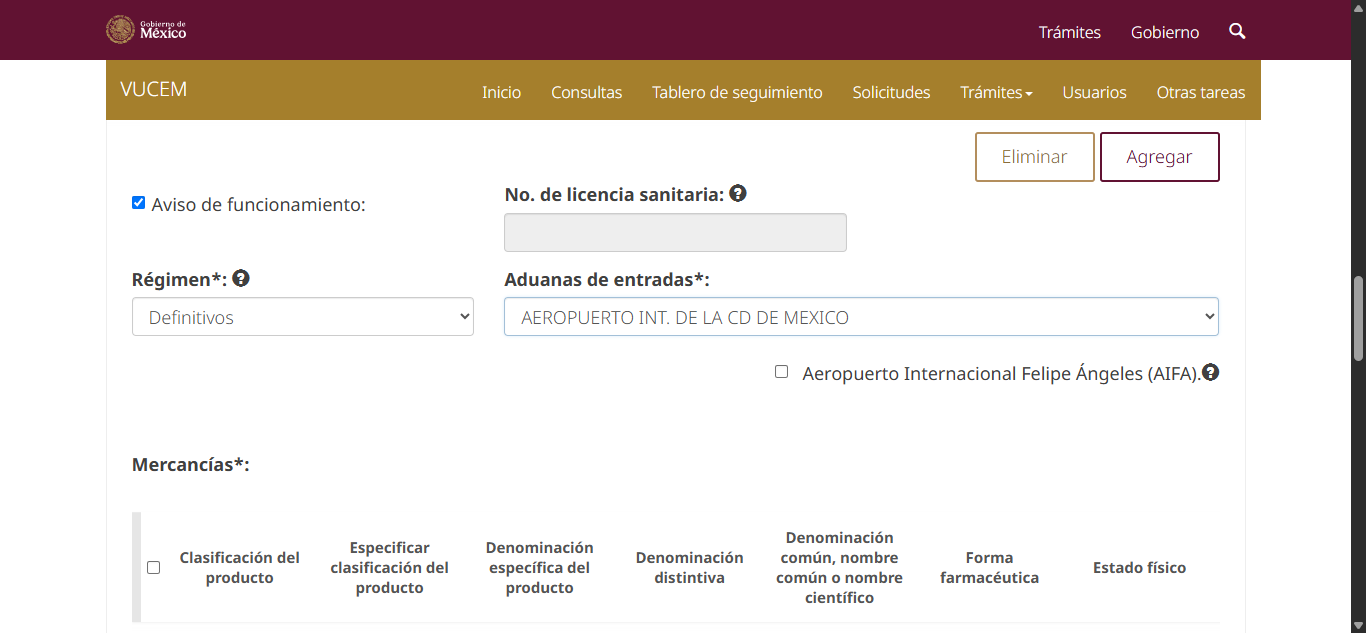 Gobierno de
México
Trámites
Gobierno
VUCEM
Inicio
Consultas
Tablero de seguimiento
Solicitudes
Trámites
Usuarios
Otras tareas
Eliminar
Agregar
Aviso de funcionamiento:
No. de licencia sanitaria:
Régimen*:
Aduanas de entradas*:
Definitivos
AEROPUERTO INT. DE LA CD DE MEXICO
Aeropuerto Internacional Felipe Ángeles (AIFA).
Mercancías*:
Clasificación del
producto
Especificar
clasificación del
producto
Denominación
específica del
producto
Denominación
distintiva
Denominación
común, nombre
común o nombre
científico
Forma
farmacéutica
Estado físico